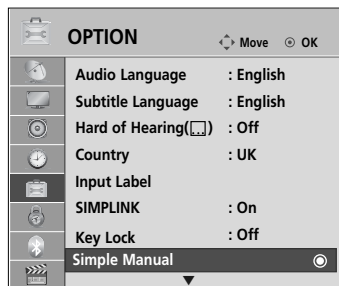 OPTION Move OK
Audio Language : English
Subtitle Language : English
Hard of Hearing( ) : Off
Country : UK
Input Label
SIMPLINK : On
Key Lock : Off
Simple Manual